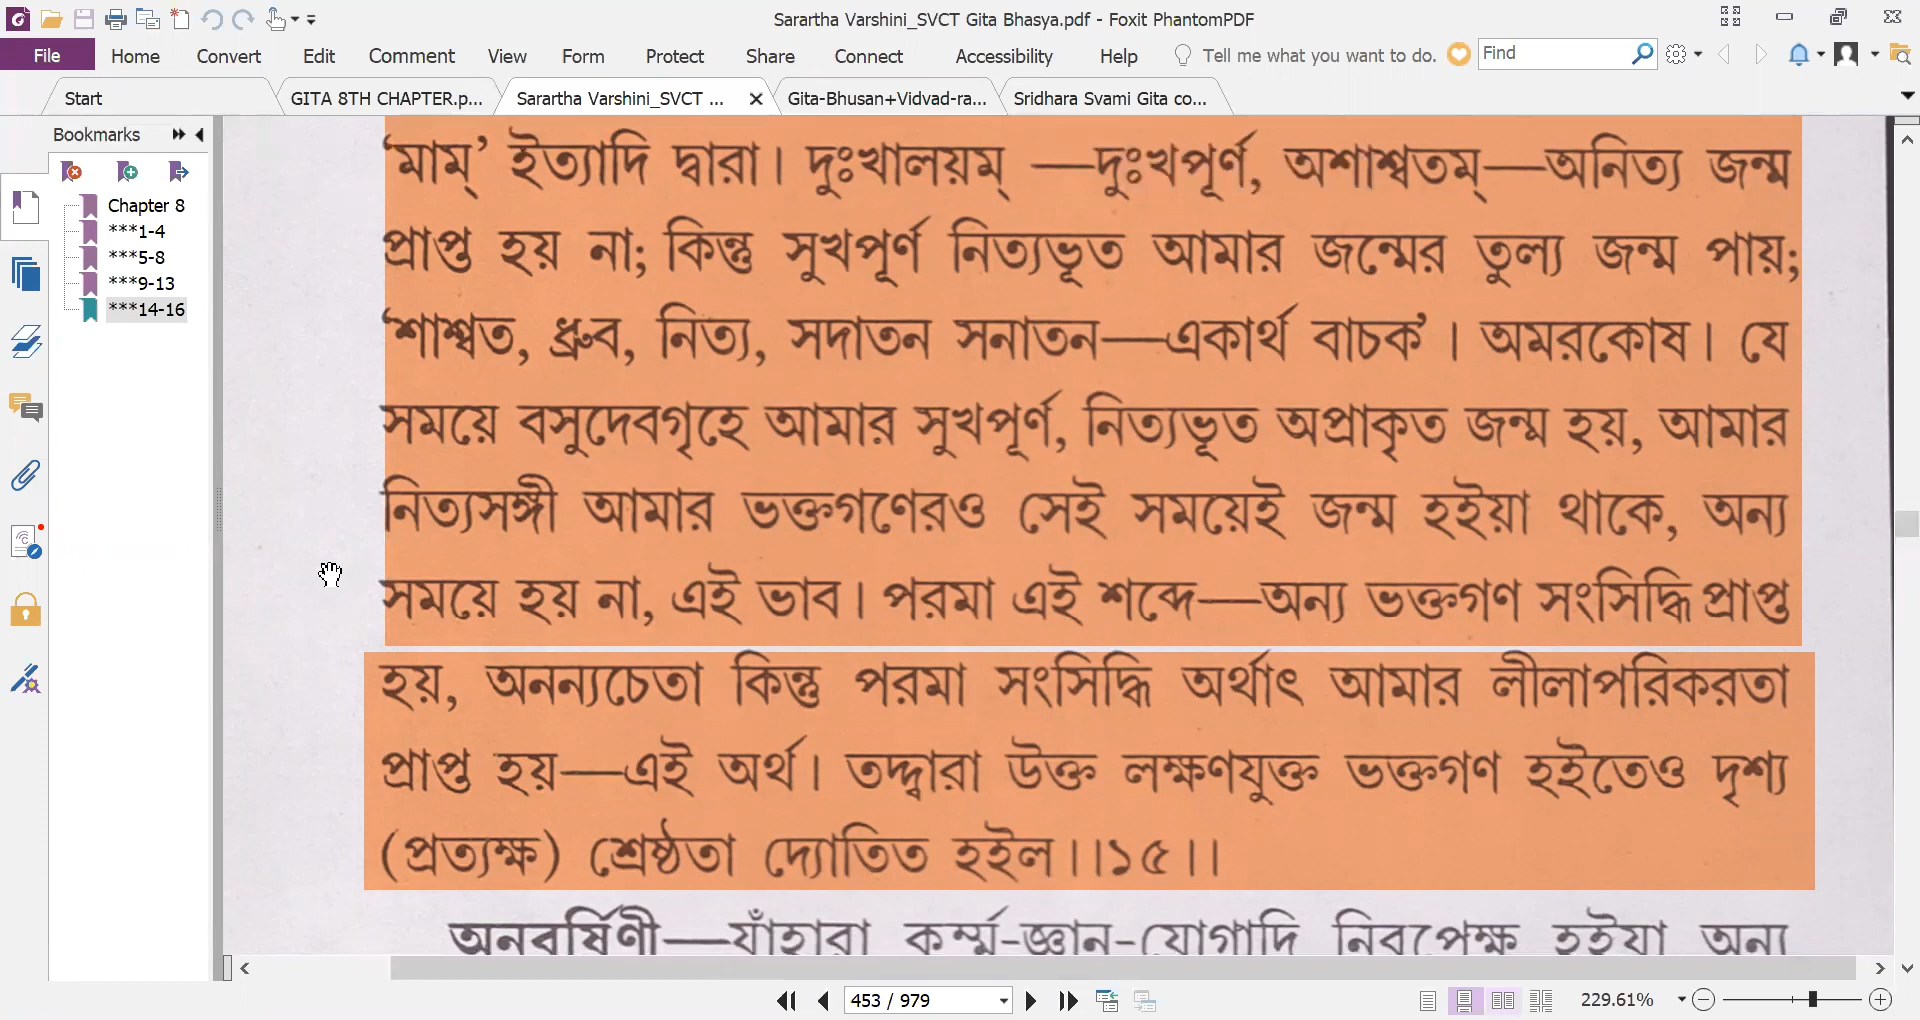 Sarartha Varshini_SVCT Gita Bhasya.pdf - Foxit PhantomPDF
File Home Convert Edit Comment View Form Protect Share Connect Accessibility Help Tell me what you want to do. Find
Start GITA 8TH CHAPTER.p... Sarartha Varshini_SVCT ... Gita-Bhusan+Vidvad-ra... Sridhara Svami Gita co...
Bookmarks
Chapter 8
***1-4
***5-8
***9-13
***14-16
‘মাম্’ ইত্যাদি দ্বারা। দুঃখালয়ম্ —দুঃখপূর্ণ, অশাশ্বতম্—অনিত্য জন্ম
প্রাপ্ত হয় না; কিন্তু সুখপূর্ণ নিত্যভূত আমার জন্মের তুল্য জন্ম পায়;
‘শাশ্বত, ধ্রুব, নিত্য, সদাতন সনাতন—একার্থ বাচক’। অমরকোষ। যে
সময়ে বসুদেবগৃহে আমার সুখপূর্ণ, নিত্যভূত অপ্রাকৃত জন্ম হয়, আমার
নিত্যসঙ্গী আমার ভক্তগণেরও সেই সময়েই জন্ম হইয়া থাকে, অন্য
সময়ে হয় না, এই ভাব। পরমা এই শব্দে—অন্য ভক্তগণ সংসিদ্ধি প্রাপ্ত
হয়, অনন্যচেতা কিন্তু পরমা সংসিদ্ধি অর্থাৎ আমার লীলাপরিকরতা
প্রাপ্ত হয়—এই অর্থ। তদ্দ্বারা উক্ত লক্ষণযুক্ত ভক্তগণ হইতেও দৃশ্য
(প্রত্যক্ষ) শ্রেষ্ঠতা দ্যোতিত হইল।।১৫।।
অনুবর্ষিণী—যাঁহারা কর্ম্ম-জ্ঞান-যোগাদি নিরপেক্ষ হইয়া অন্য
453 / 979
229.61%